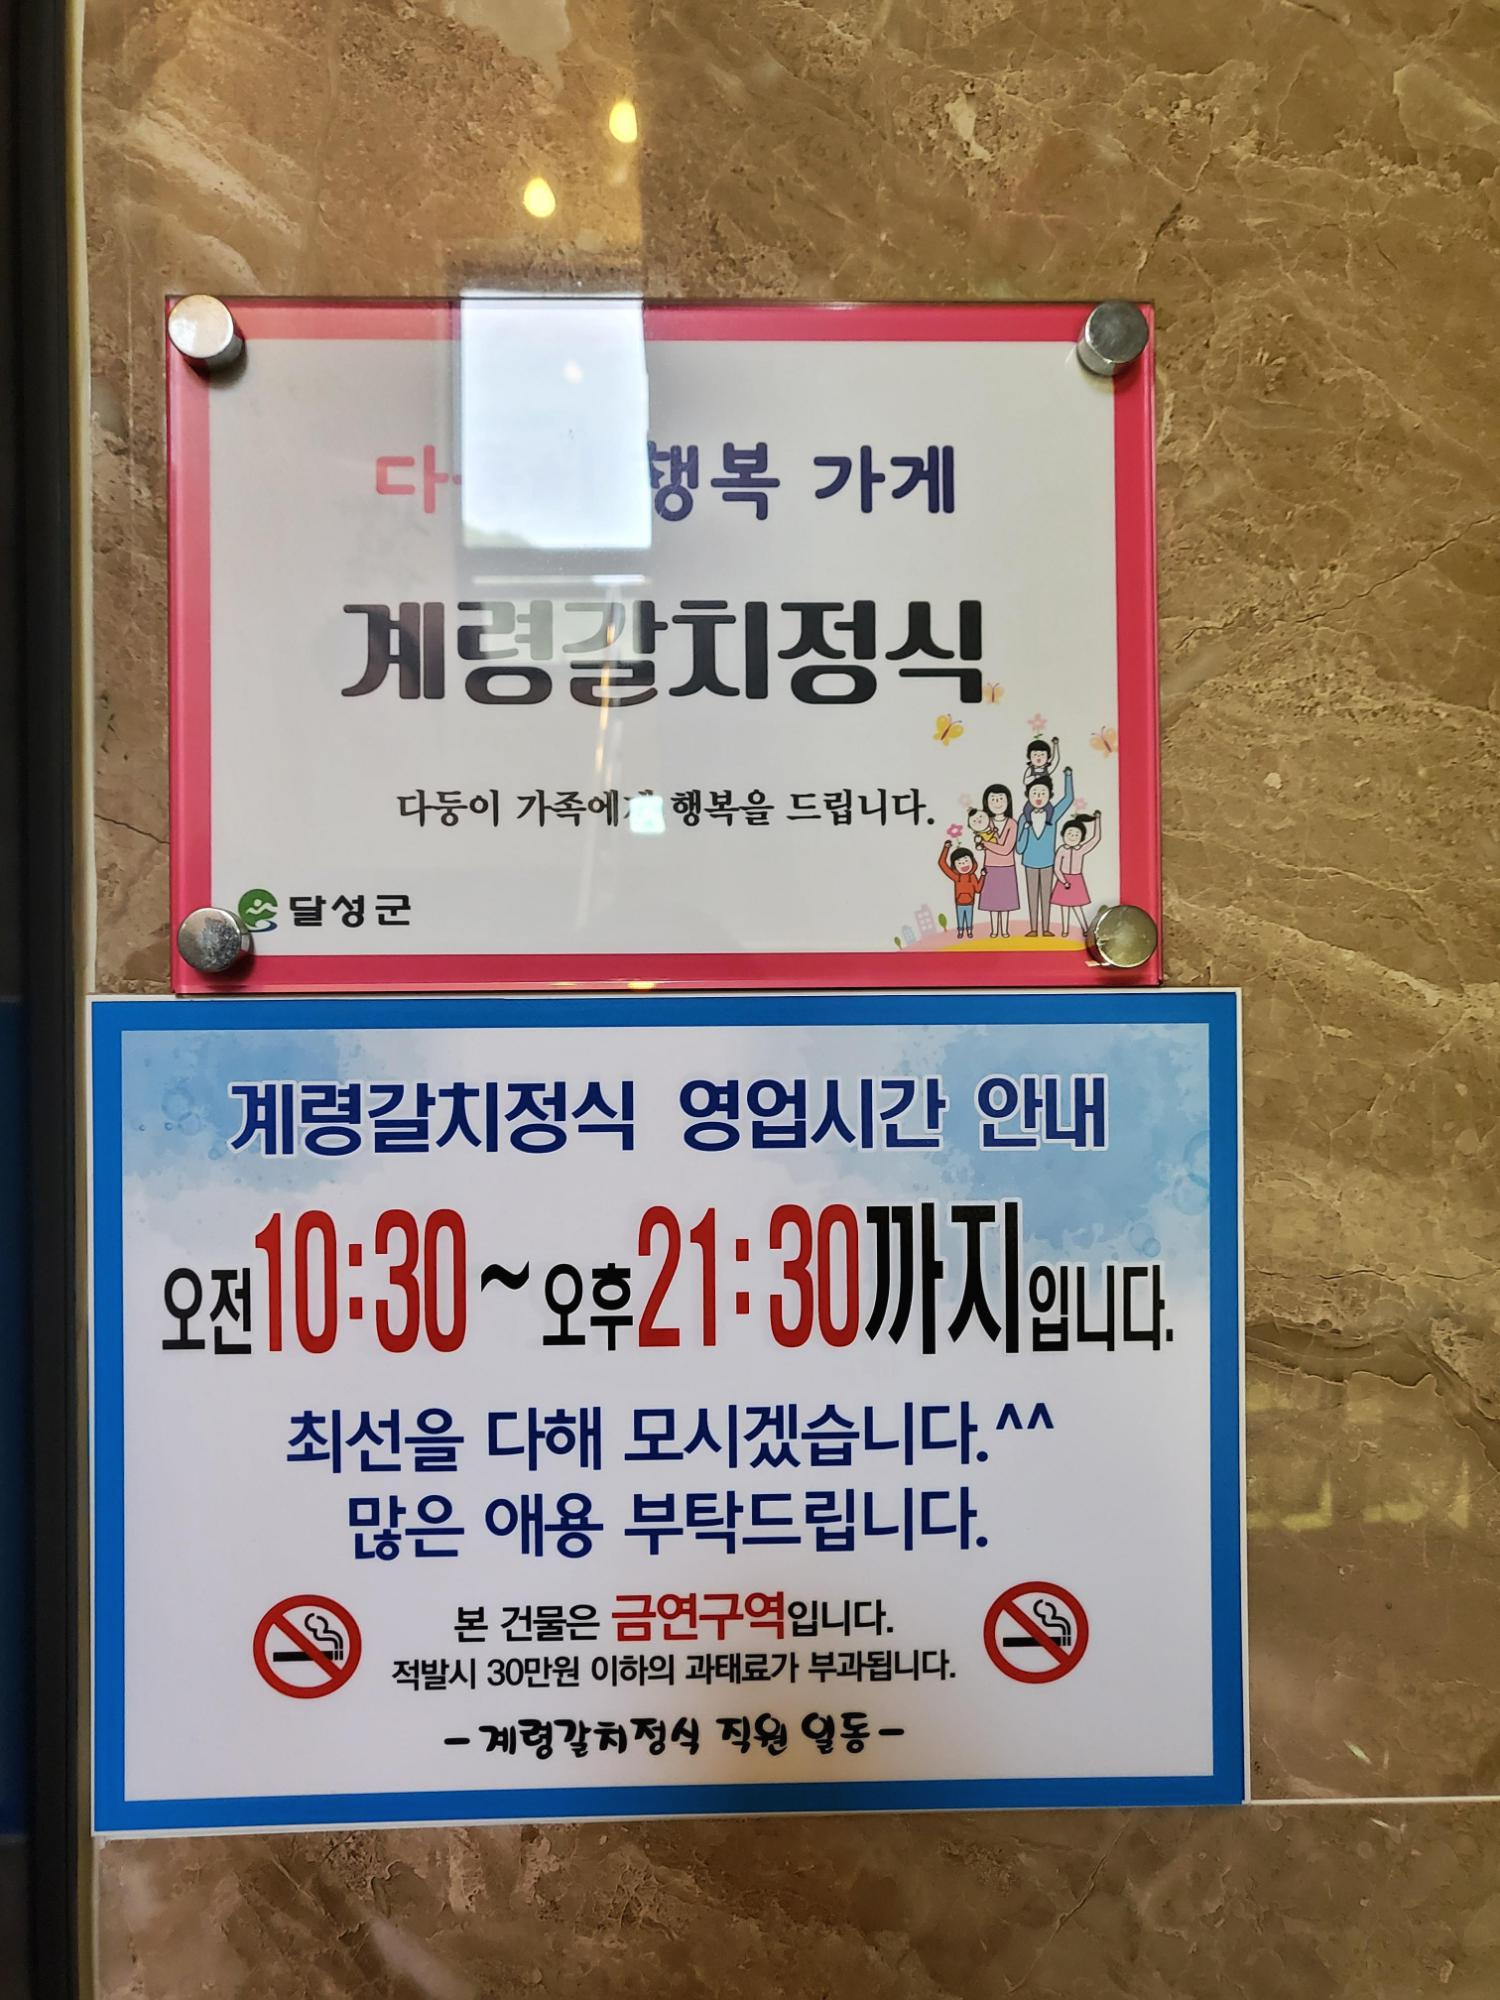 행복 가게
계령갈치정식
다둥이 가족에게 행복을 드립니다.
달성군
계령갈치정식 영업시간 안내
오전10:30~오후21:30까지입니다.
최선을 다해 모시겠습니다.^^
많은 애용 부탁드립니다.
본 건물은 금연구역입니다.
적발시 30만원 이하의 과태료가 부과됩니다.
-계령갈치정식 직원 일동-